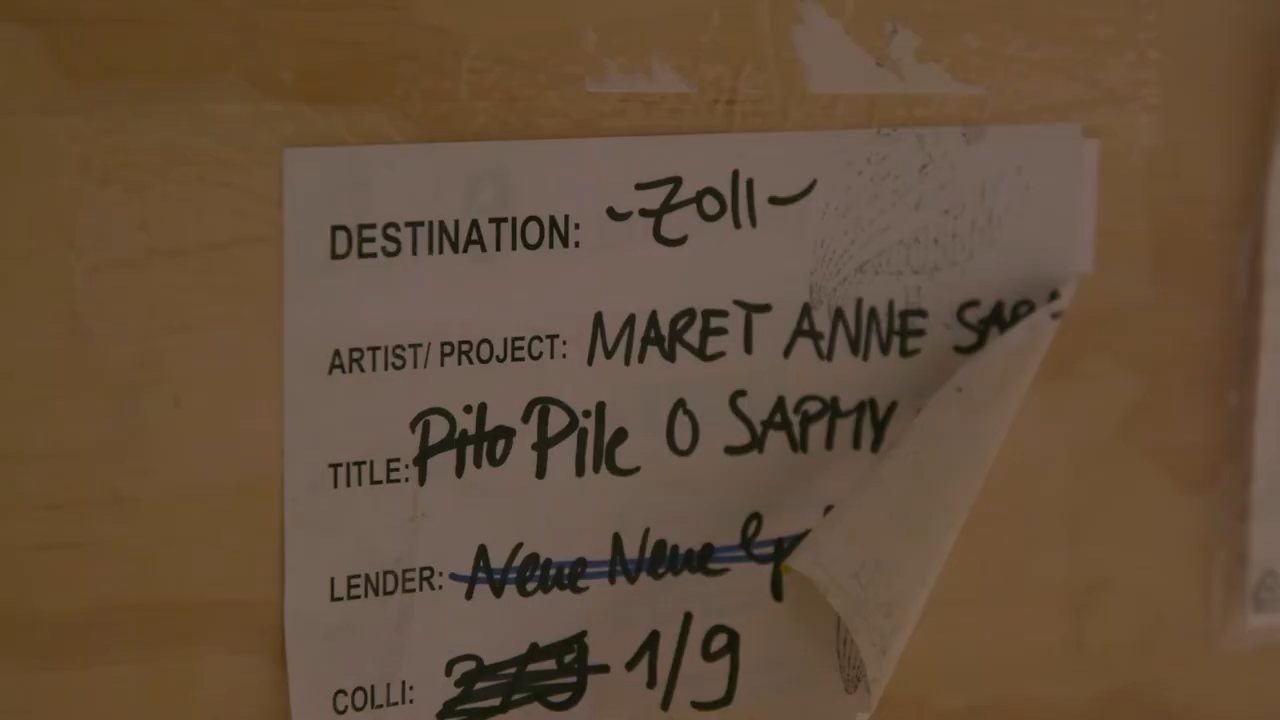 DESTINATION: -Zoll-
ARTIST/ PROJECT: MARET ANNE
TITLE: Pito Pile O SAPMY
LENDER: Neue Neue
COLLI: 1/9